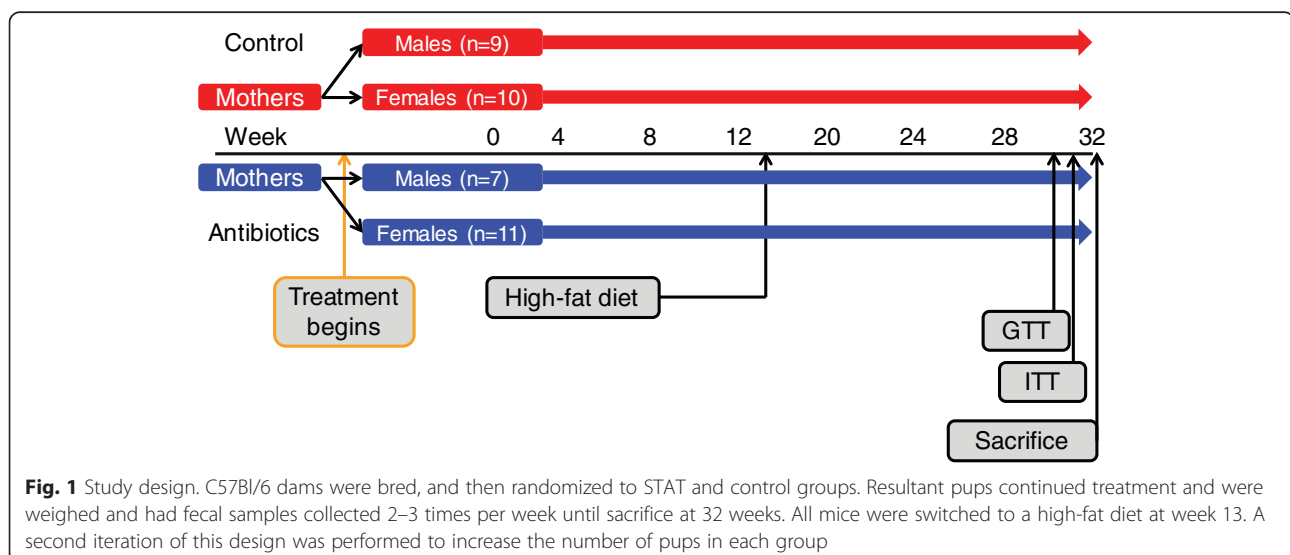 Control
Males (n=9)
Mothers
Females (n=10)
Week 0 4 8 12 20 24 28 32
Mothers
Males (n=7)
Antibiotics
Females (n=11)
Treatment
begins
High-fat diet
GTT
ITT
Sacrifice
Fig. 1 Study design. C57Bl/6 dams were bred, and then randomized to STAT and control groups. Resultant pups continued treatment and were
weighed and had fecal samples collected 2–3 times per week until sacrifice at 32 weeks. All mice were switched to a high-fat diet at week 13. A
second iteration of this design was performed to increase the number of pups in each group